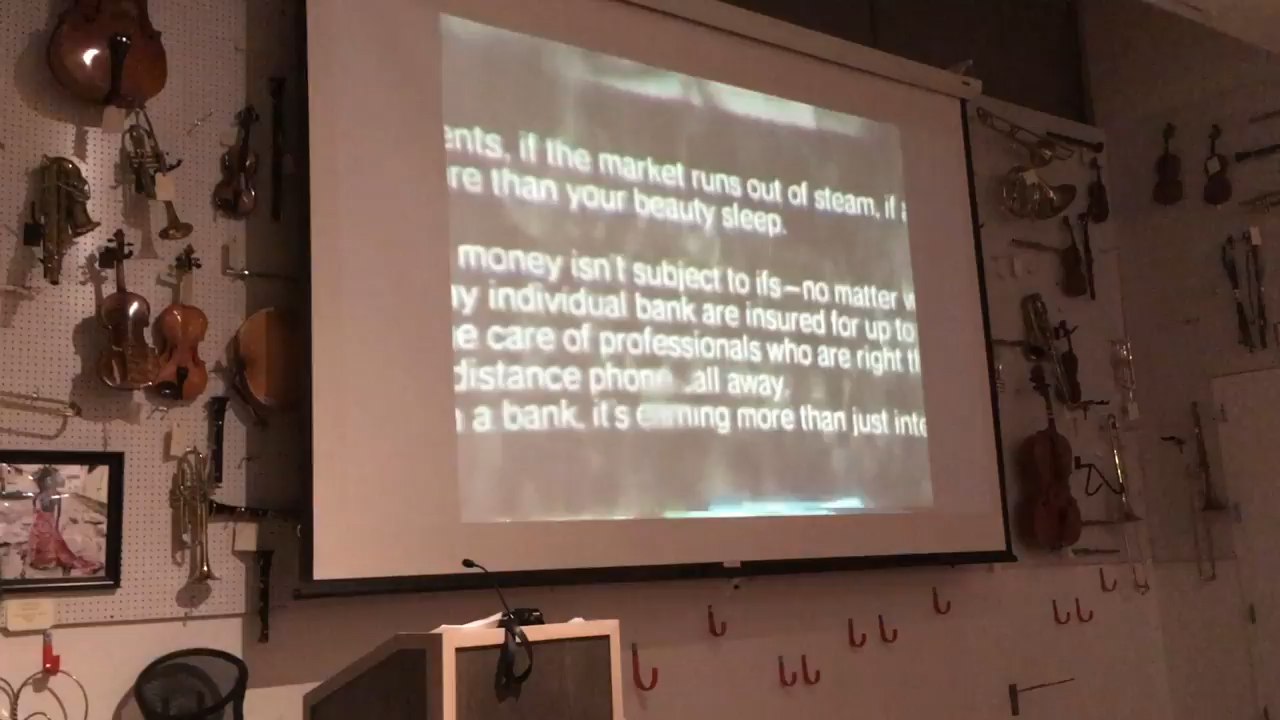 ents, if the market runs out of steam, if a
re than your beauty sleep.
money isn't subject to ifs—no matter w
ny individual bank are insured for up to
e care of professionals who are right th
distance phone call away.
n a bank, it's earning more than just inte